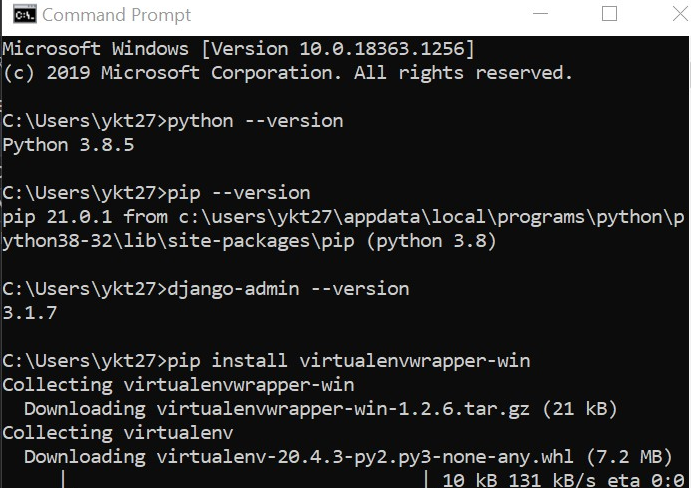 Command Prompt
Microsoft Windows [Version 10.0.18363.1256]
(c) 2019 Microsoft Corporation. All rights reserved.
C:\Users\ykt27>python --version
Python 3.8.5
C:\Users\ykt27>pip --version
pip 21.0.1 from c:\users\ykt27\appdata\local\programs\python\p
ython38-32\lib\site-packages\pip (python 3.8)
C:\Users\ykt27>django-admin --version
3.1.7
C:\Users\ykt27>pip install virtualenvwrapper-win
Collecting virtualenvwrapper-win
  Downloading virtualenvwrapper-win-1.2.6.tar.gz (21 kB)
Collecting virtualenv
  Downloading virtualenv-20.4.3-py2.py3-none-any.whl (7.2 MB)
     |                                | 10 kB 131 kB/s eta 0:0